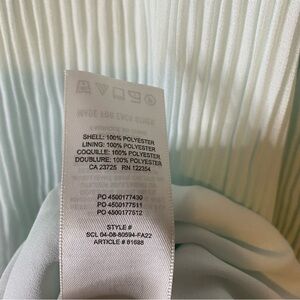 SHELL: 100% POLYESTER
LINING: 100% POLYESTER
COQUILLE: 100% POLYESTER
DOUBLURE: 100% POLYESTER
CA 23725 RN 122354
PO 4500177430
PO 4500177511
PO 4500177512
STYLE #
SCL 04-08-80594-FA22
ARTICLE # 81688